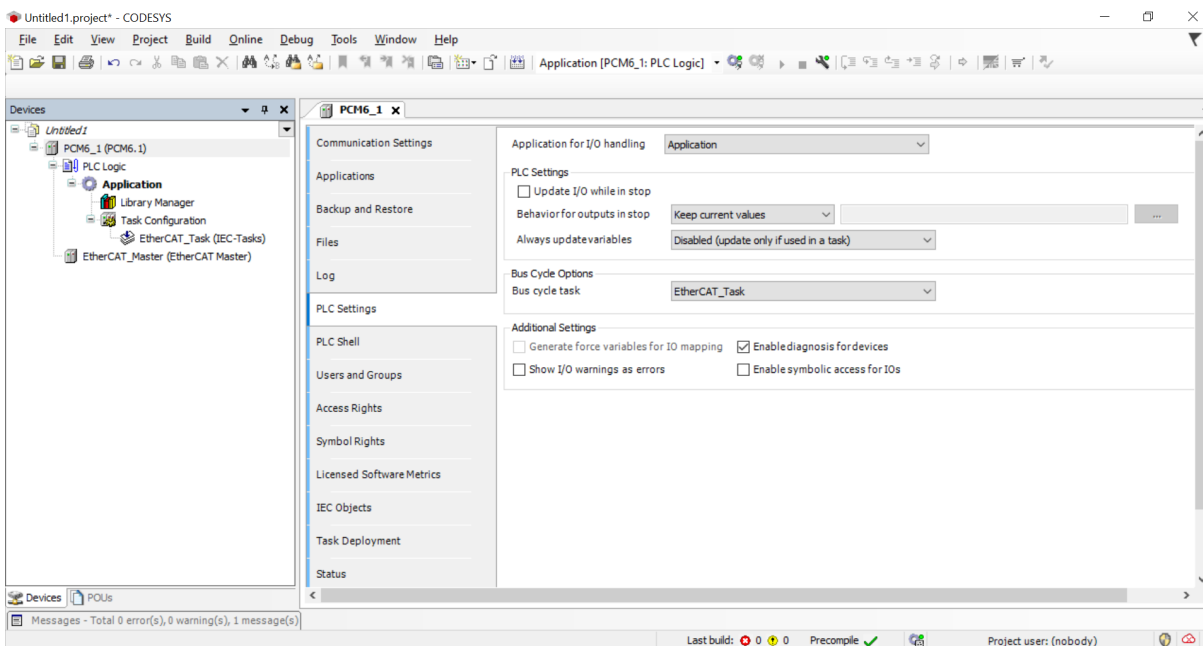 Untitled1.project* - CODESYS
File Edit View Project Build Online Debug Tools Window Help
Application [PCM6_1: PLC Logic]
Devices
Untitled1
PCM6_1 (PCM6.1)
PLC Logic
Application
Library Manager
Task Configuration
EtherCAT_Task (IEC-Tasks)
EtherCAT_Master (EtherCAT Master)
Devices POUs
PCM6_1
Communication Settings
Applications
Backup and Restore
Files
Log
PLC Settings
PLC Shell
Users and Groups
Access Rights
Symbol Rights
Licensed Software Metrics
IEC Objects
Task Deployment
Status
Application for I/O handling Application
PLC Settings
Update I/O while in stop
Behavior for outputs in stop Keep current values ...
Always update variables Disabled (update only if used in a task)
Bus Cycle Options
Bus cycle task EtherCAT_Task
Additional Settings
Generate force variables for IO mapping Enable diagnosis for devices
Show I/O warnings as errors Enable symbolic access for IOs
Messages - Total 0 error(s), 0 warning(s), 1 message(s)
Last build: 0 0 Precompile Project user: (nobody)